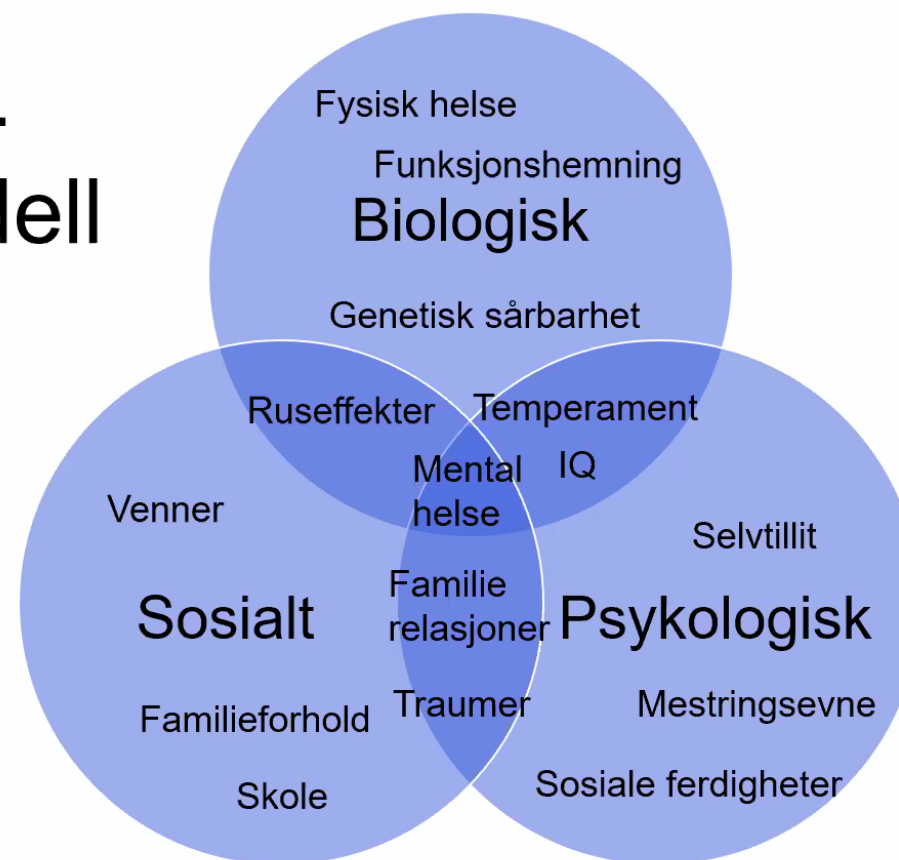 dell
Fysisk helse
Funksjonshemning
Biologisk
Genetisk sårbarhet
Ruseffekter
Temperament
Mental
helse
IQ
Venner
Selvtillit
Familie
relasjoner
Sosialt
Psykologisk
Familieforhold
Traumer
Mestringsevne
Skole
Sosiale ferdigheter